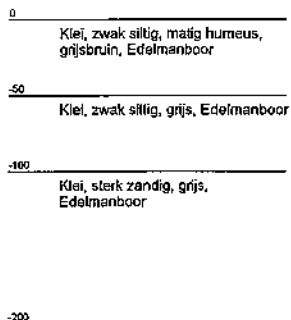 0
Klei, zwak siltig, matig humeus,
grijsbruin, Edelmanboor
-50
Klei, zwak siltig, grijs, Edelmanboor
-100
Klei, sterk zandig, grijs,
Edelmanboor
-200